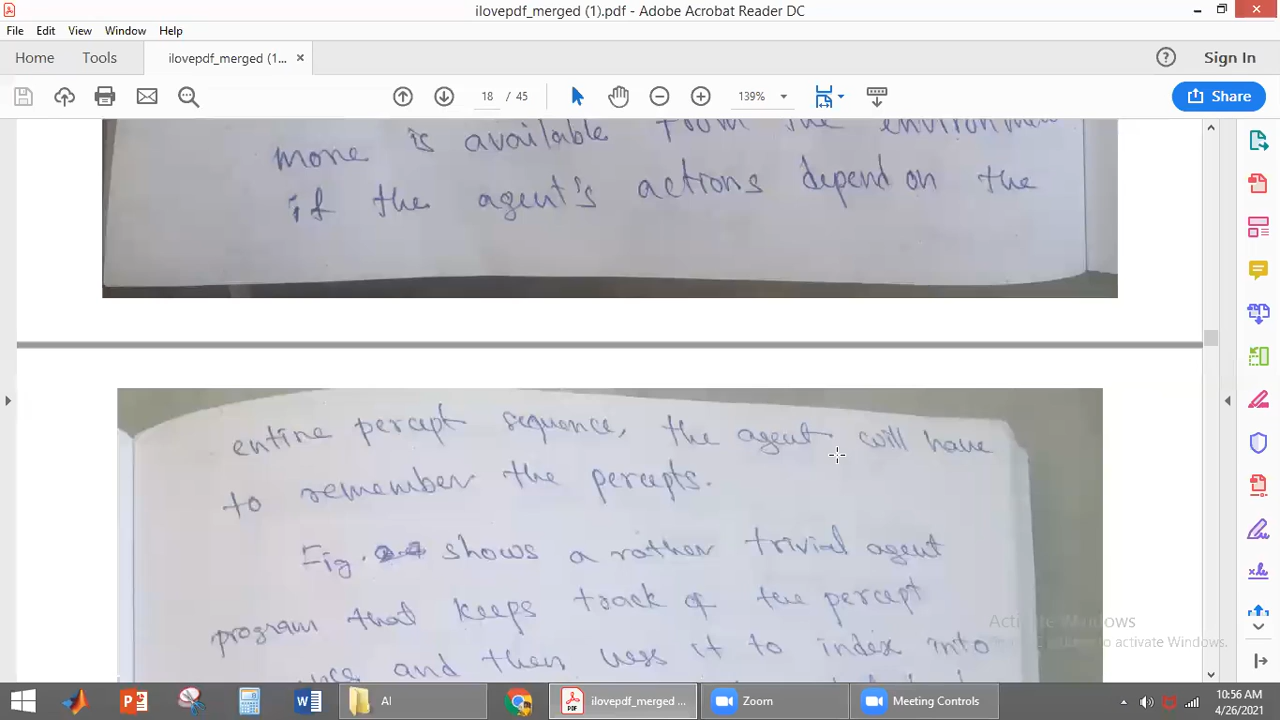 ilovepdf_merged (1).pdf - Adobe Acrobat Reader DC
File Edit View Window Help
Home Tools ilovepdf_merged (1... × Sign In
18 / 45 139% Share
more is available from the environment
if the agent's actions depend on the
entire percept sequence, the agent will have
to remember the percepts.
Fig. shows a rather trivial agent
program that keeps track of the percept
and then uses it to index into
Activate Windows
to activate Windows.
AI ilovepdf_merged ... Zoom Meeting Controls
10:56 AM
4/26/2021